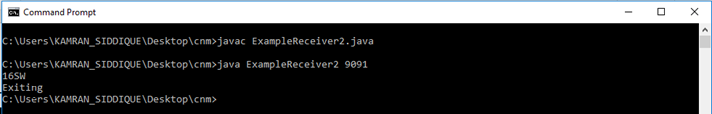 Command Prompt
C:\Users\KAMRAN_SIDDIQUE\Desktop\cnm>javac ExampleReceiver2.java
C:\Users\KAMRAN_SIDDIQUE\Desktop\cnm>java ExampleReceiver2 9091
16SW
Exiting
C:\Users\KAMRAN_SIDDIQUE\Desktop\cnm>